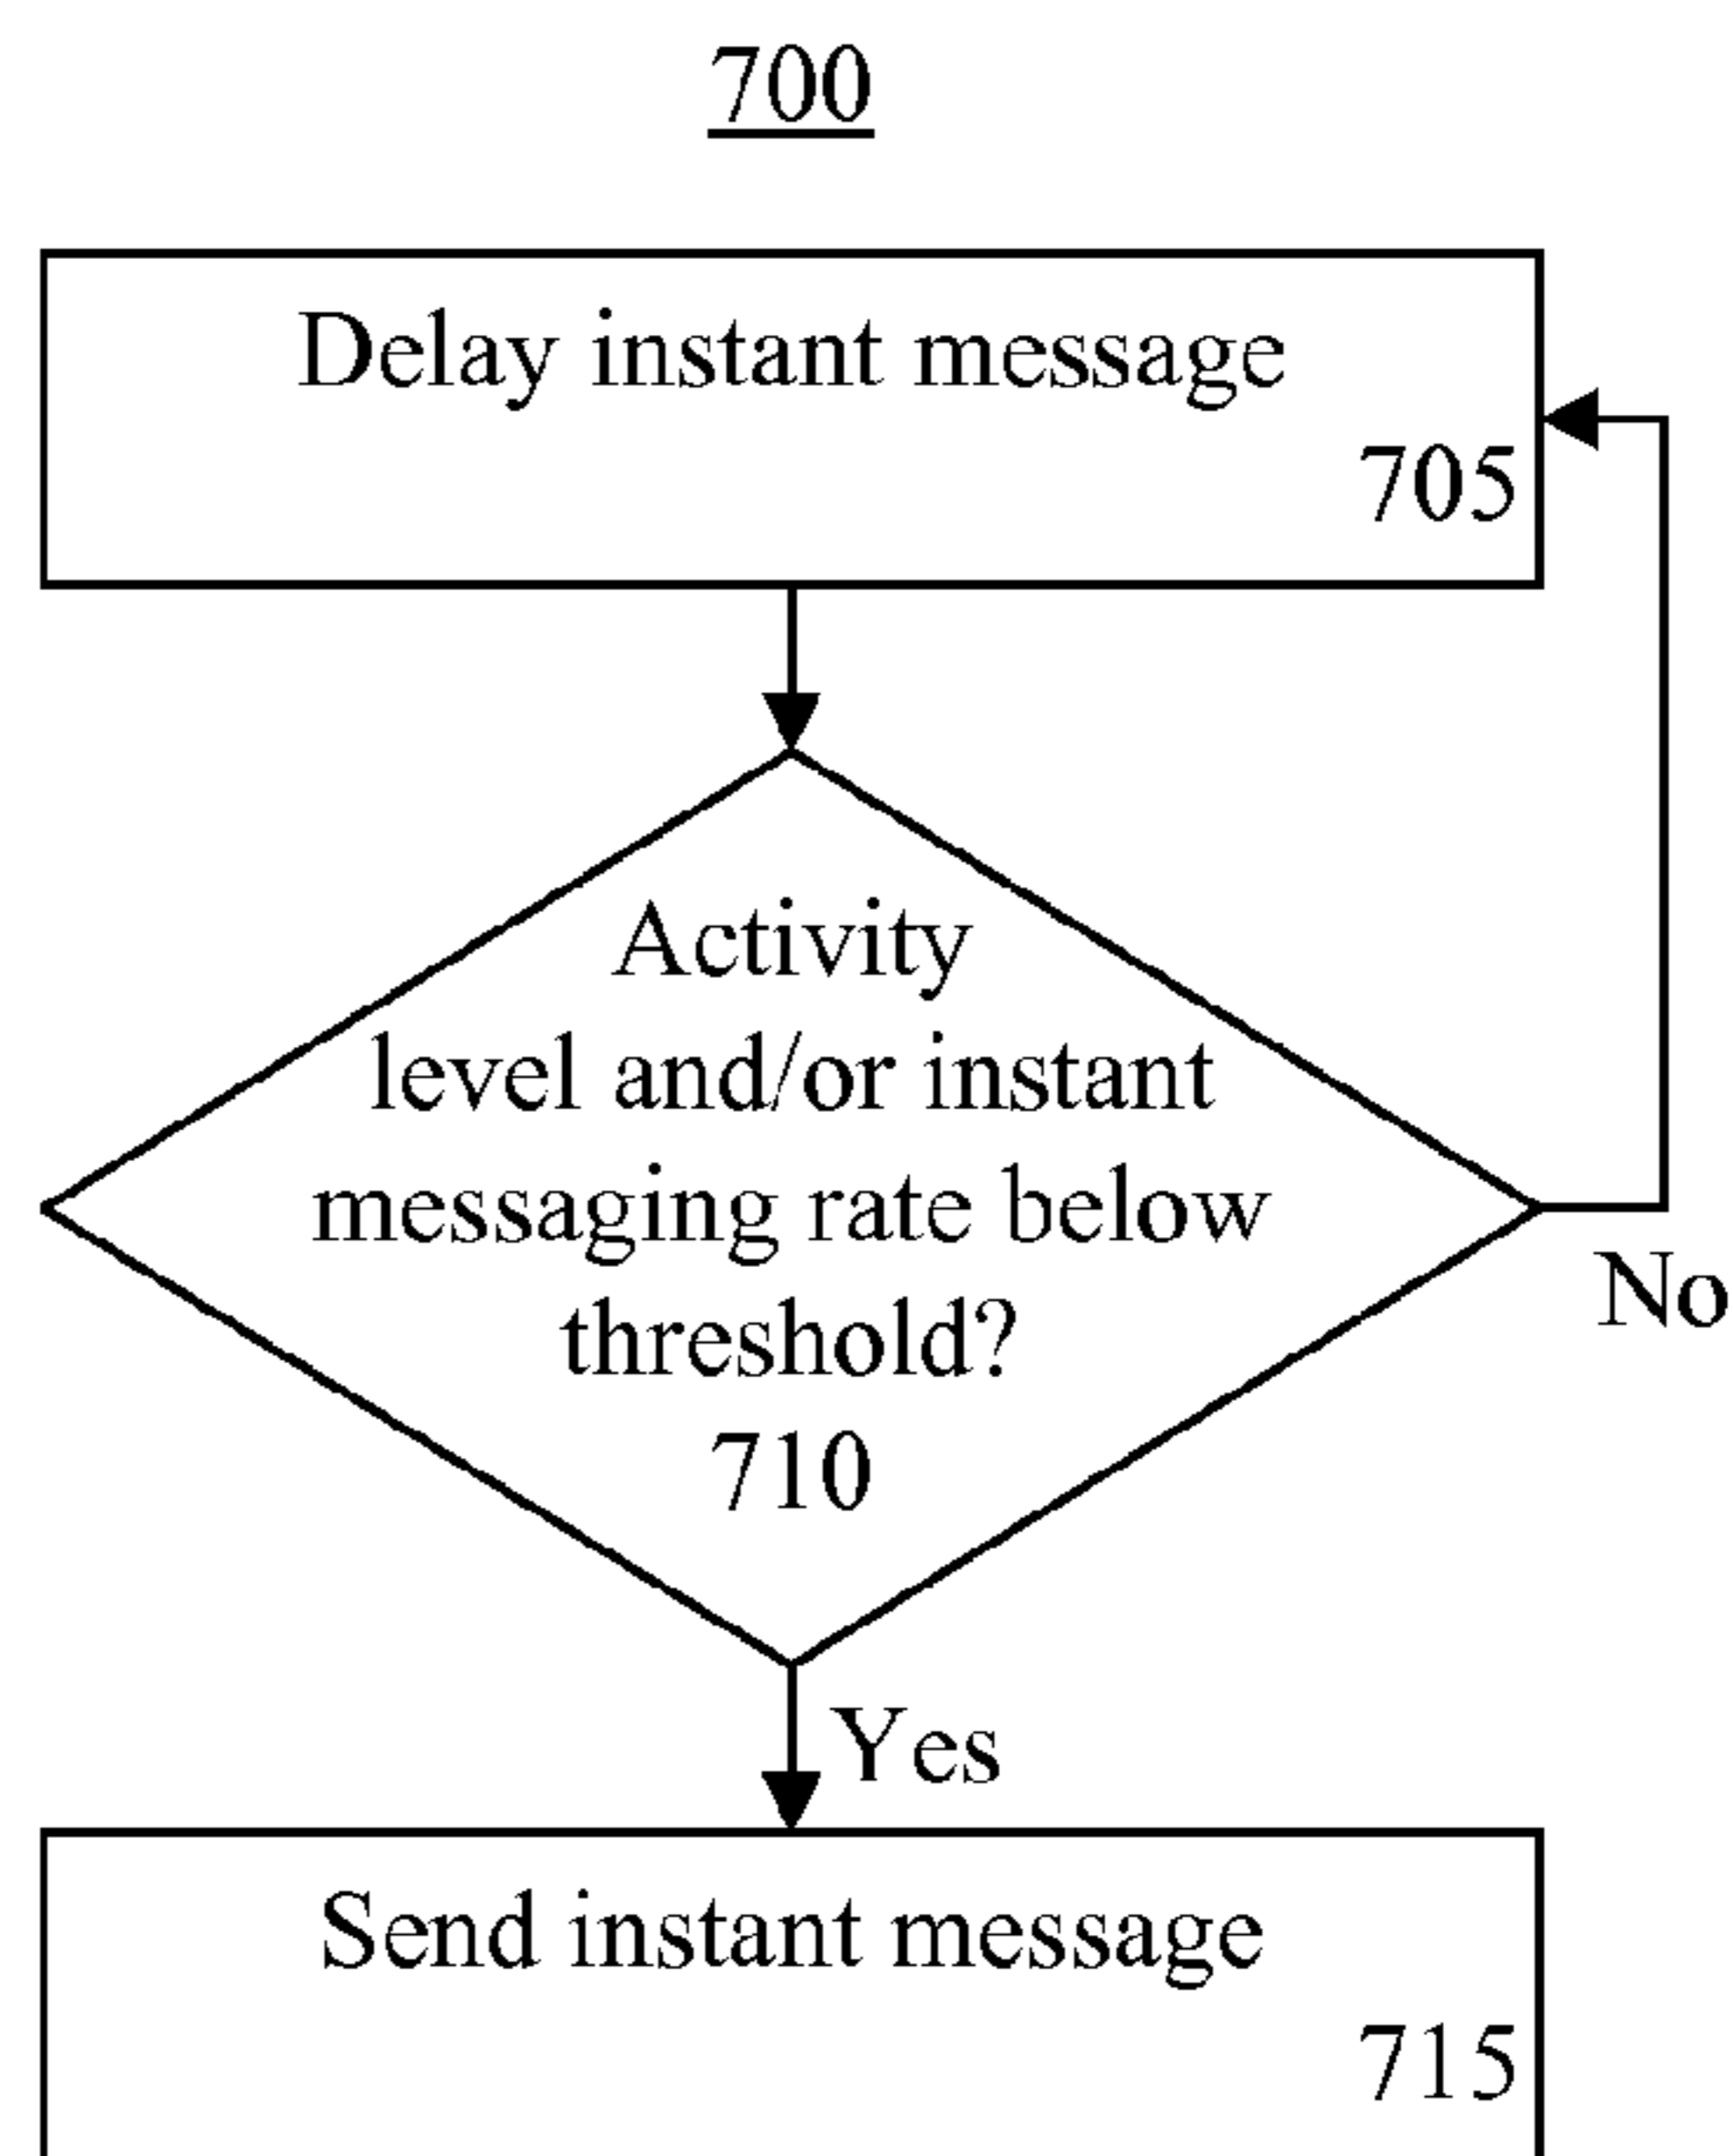 700
Delay instant message
705
Activity
level and/or instant
messaging rate below
threshold?
710
No
Yes
Send instant message
715